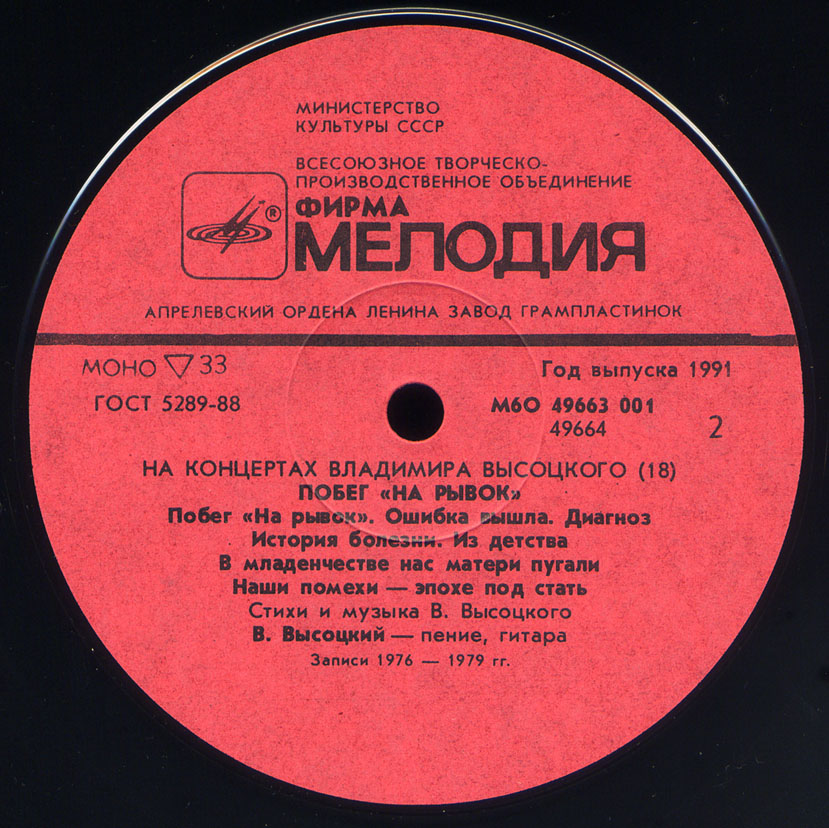 МИНИСТЕРСТВО
КУЛЬТУРЫ СССР
ВСЕСОЮЗНОЕ ТВОРЧЕСКО-
ПРОИЗВОДСТВЕННОЕ ОБЪЕДИНЕНИЕ
®
ФИРМА
МЕЛОДИЯ
АПРЕЛЕВСКИЙ ОРДЕНА ЛЕНИНА ЗАВОД ГРАМПЛАСТИНОК
МОНО ▽ 33
Год выпуска 1991
ГОСТ 5289-88
М60 49663 001
49664
2
НА КОНЦЕРТАХ ВЛАДИМИРА ВЫСОЦКОГО (18)
ПОБЕГ «НА РЫВОК»
Побег «На рывок». Ошибка вышла. Диагноз
История болезни. Из детства
В младенчестве нас матери пугали
Наши помехи — эпохе под стать
Стихи и музыка В. Высоцкого
В. Высоцкий — пение, гитара
Записи 1976 — 1979 гг.